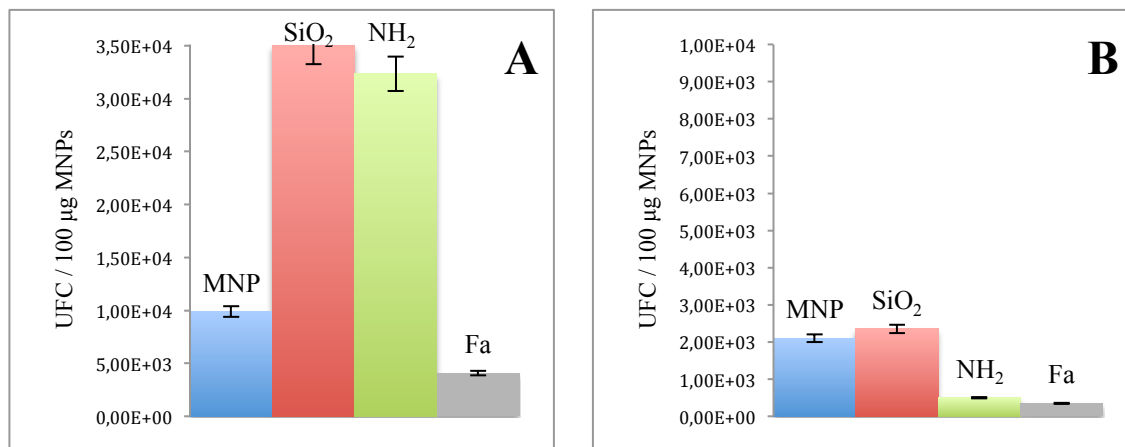 A
UFC / 100 µg MNPs
3,50E+04
3,00E+04
2,50E+04
2,00E+04
1,50E+04
1,00E+04
5,00E+03
0,00E+00
MNP
SiO₂
NH₂
Fa
B
UFC / 100 µg MNPs
1,00E+04
9,00E+03
8,00E+03
7,00E+03
6,00E+03
5,00E+03
4,00E+03
3,00E+03
2,00E+03
1,00E+03
0,00E+00
MNP
SiO₂
NH₂
Fa